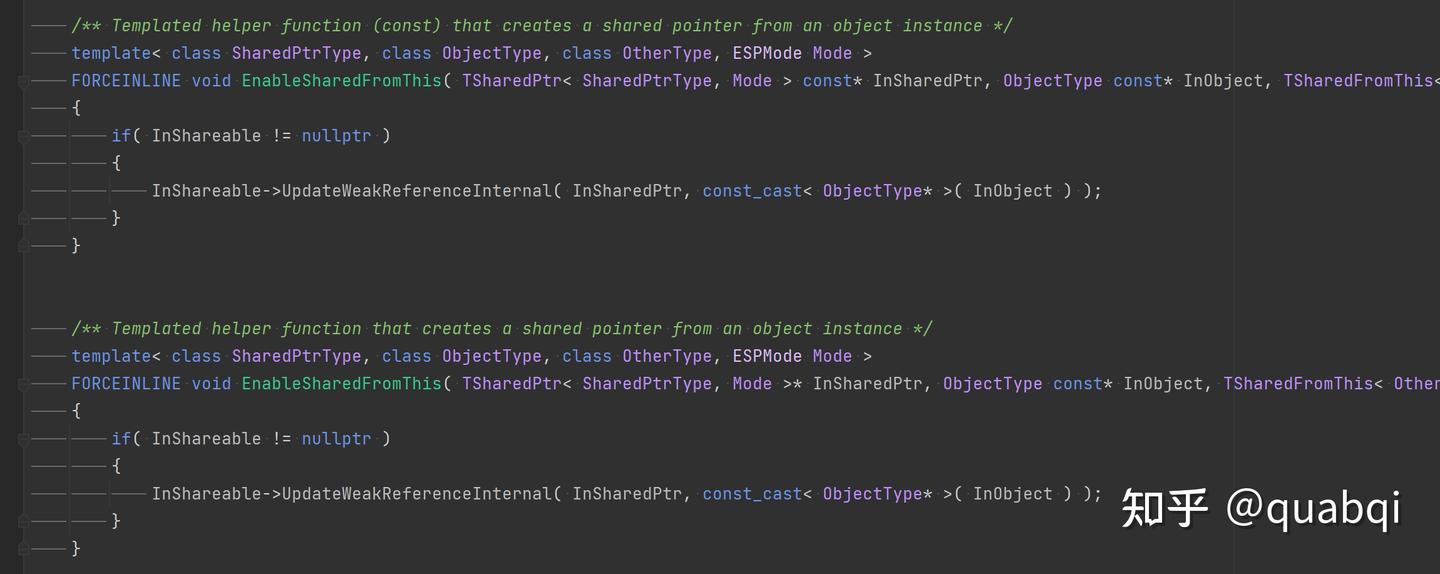 /** Templated helper function (const) that creates a shared pointer from an object instance */
template< class SharedPtrType, class ObjectType, class OtherType, ESPMode Mode >
FORCEINLINE void EnableSharedFromThis( TSharedPtr< SharedPtrType, Mode > const* InSharedPtr, ObjectType const* InObject, TSharedFromThis<
{
if( InShareable != nullptr )
{
InShareable->UpdateWeakReferenceInternal( InSharedPtr, const_cast< ObjectType* >( InObject ) );
}
}
/** Templated helper function that creates a shared pointer from an object instance */
template< class SharedPtrType, class ObjectType, class OtherType, ESPMode Mode >
FORCEINLINE void EnableSharedFromThis( TSharedPtr< SharedPtrType, Mode >* InSharedPtr, ObjectType const* InObject, TSharedFromThis< Other
{
if( InShareable != nullptr )
{
InShareable->UpdateWeakReferenceInternal( InSharedPtr, const_cast< ObjectType* >( InObject ) );
}
}
知乎 @quabqi